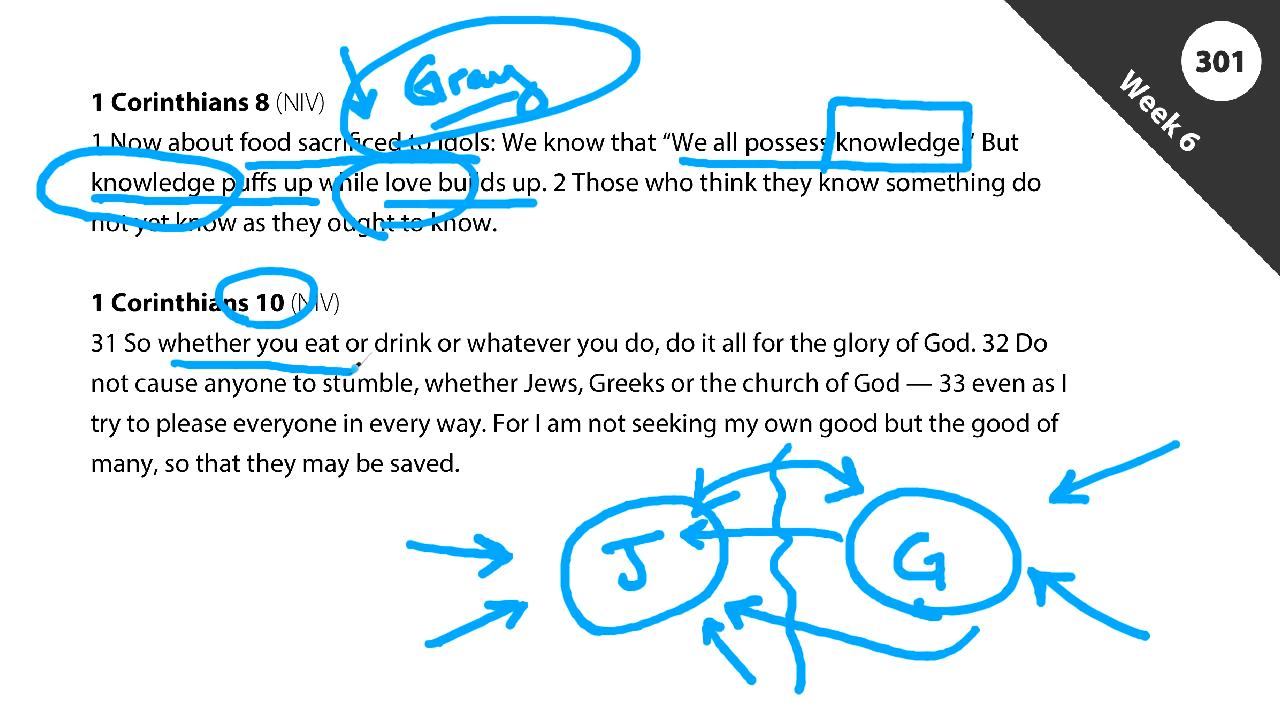 301
Week 6
Gray
1 Corinthians 8 (NIV)
1 Now about food sacrificed to idols: We know that “We all possess knowledge.” But
knowledge puffs up while love builds up. 2 Those who think they know something do
not yet know as they ought to know.
1 Corinthians 10 (NIV)
31 So whether you eat or drink or whatever you do, do it all for the glory of God. 32 Do
not cause anyone to stumble, whether Jews, Greeks or the church of God — 33 even as I
try to please everyone in every way. For I am not seeking my own good but the good of
many, so that they may be saved.
J G